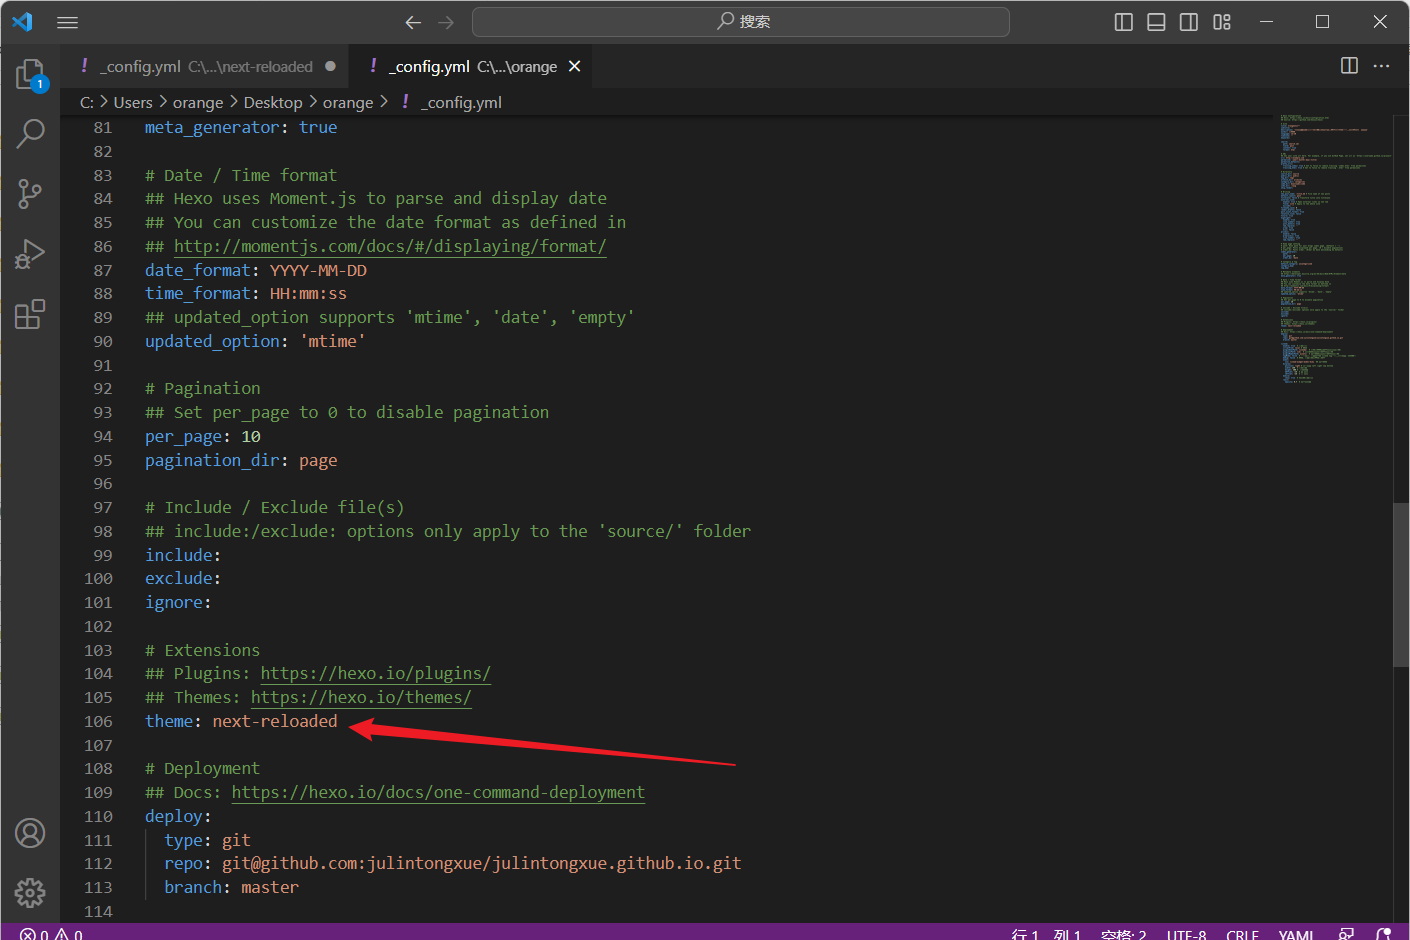 搜索
! _config.yml C:\...\next-reloaded ●
! _config.yml C:\...\orange
1
C: > Users > orange > Desktop > orange > ! _config.yml
81 meta_generator: true
82
83 # Date / Time format
84 ## Hexo uses Moment.js to parse and display date
85 ## You can customize the date format as defined in
86 ## http://momentjs.com/docs/#/displaying/format/
87 date_format: YYYY-MM-DD
88 time_format: HH:mm:ss
89 ## updated_option supports 'mtime', 'date', 'empty'
90 updated_option: 'mtime'
91
92 # Pagination
93 ## Set per_page to 0 to disable pagination
94 per_page: 10
95 pagination_dir: page
96
97 # Include / Exclude file(s)
98 ## include:/exclude: options only apply to the 'source/' folder
99 include:
100 exclude:
101 ignore:
102
103 # Extensions
104 ## Plugins: https://hexo.io/plugins/
105 ## Themes: https://hexo.io/themes/
106 theme: next-reloaded
107
108 # Deployment
109 ## Docs: https://hexo.io/docs/one-command-deployment
110 deploy:
111 type: git
112 repo: git@github.com:julintongxue/julintongxue.github.io.git
113 branch: master
114
0 0 行 1, 列 1 空格: 2 UTF-8 CRLF YAML